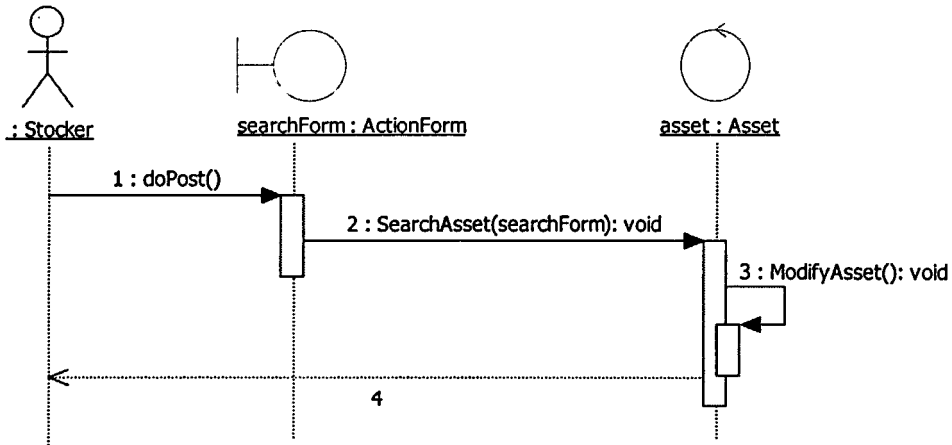 : Stocker
searchForm : ActionForm
asset : Asset
1 : doPost()
2 : SearchAsset(searchForm): void
3 : ModifyAsset(): void
4